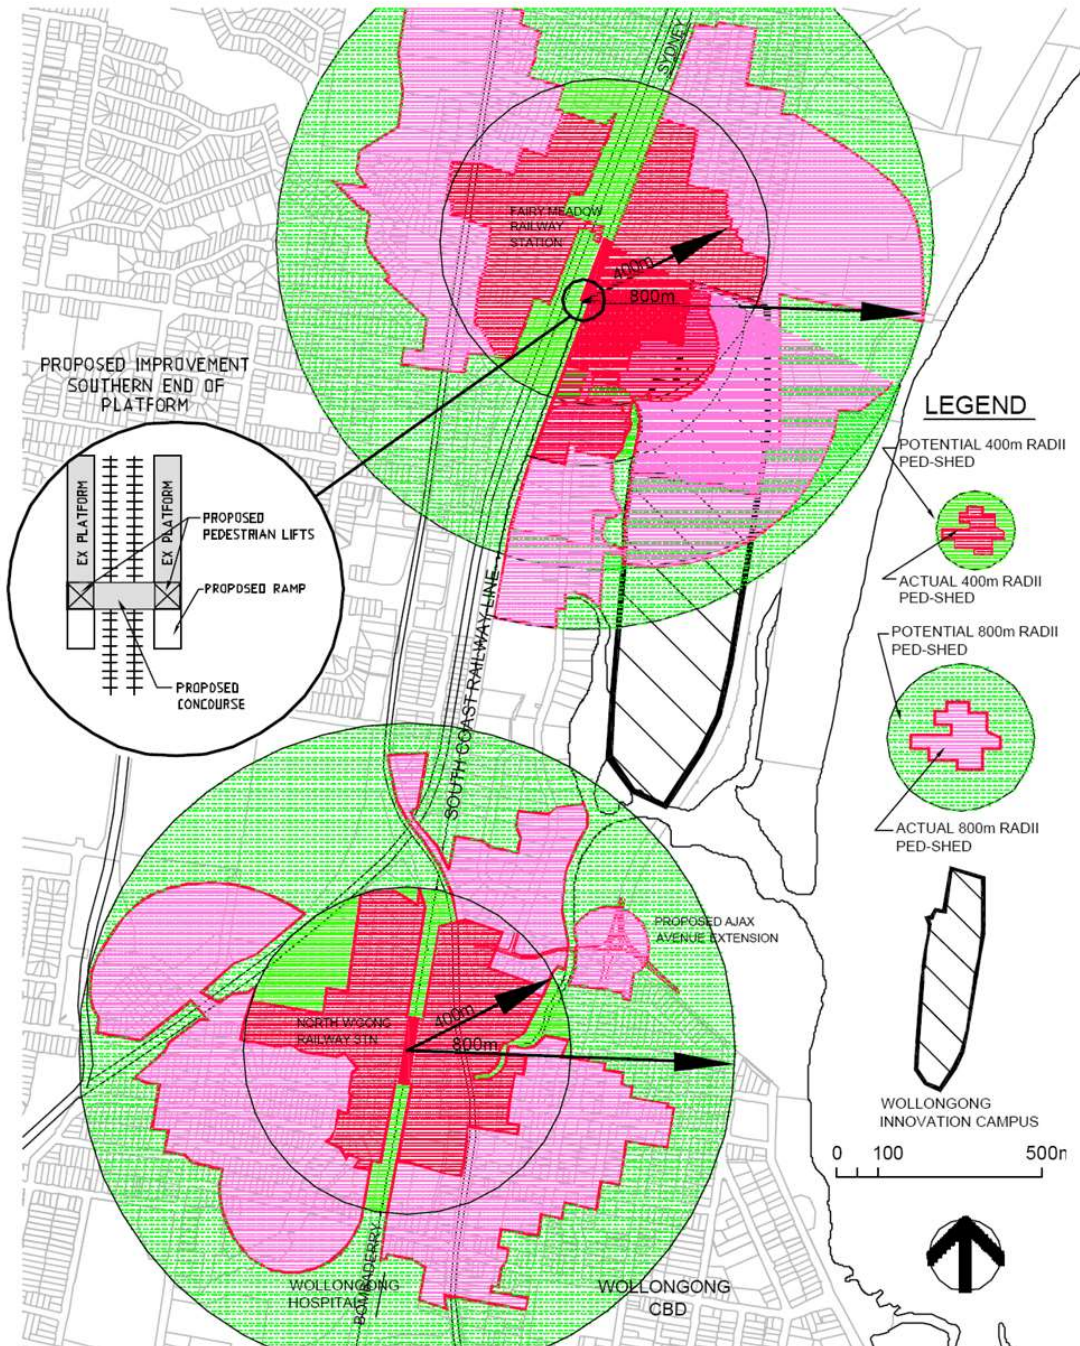 SYDNEY
FAIRY MEADOW
RAILWAY
STATION
400m
800m
PROPOSED IMPROVEMENT
SOUTHERN END OF
PLATFORM
EX PLATFORM
EX PLATFORM
PROPOSED
PEDESTRIAN LIFTS
PROPOSED RAMP
PROPOSED
CONCOURSE
LEGEND
POTENTIAL 400m RADII
PED-SHED
ACTUAL 400m RADII
PED-SHED
POTENTIAL 800m RADII
PED-SHED
ACTUAL 800m RADII
PED-SHED
WOLLONGONG
INNOVATION CAMPUS
0 100 500m
SOUTH COAST RAILWAY LINE
PROPOSED AJAX
AVENUE EXTENSION
NORTH W'GONG
RAILWAY STN
400m
800m
BOMBADERRY
WOLLONGONG
HOSPITAL
WOLLONGONG
CBD